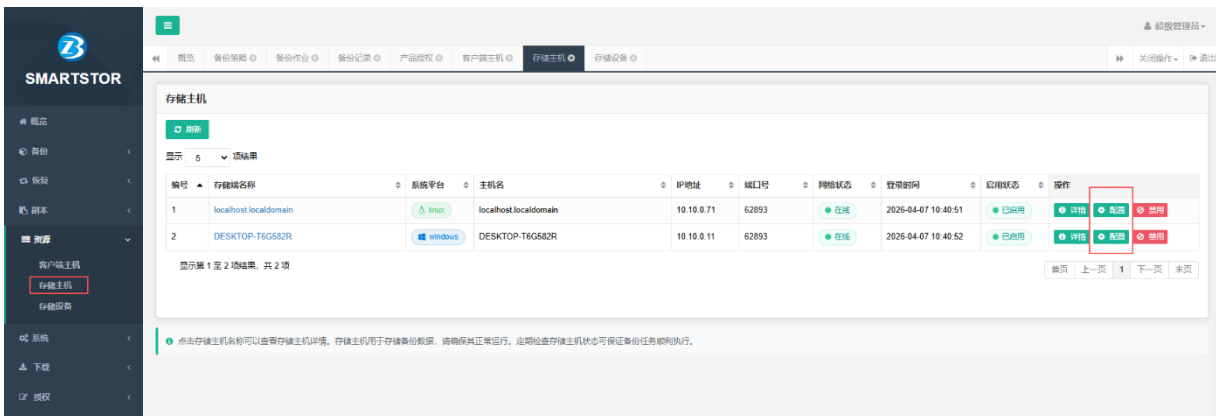 SMARTSTOR
概览
备份
恢复
副本
资源
客户端主机
存储主机
存储设备
系统
下载
授权
超级管理员
概览 备份策略 备份作业 备份记录 产品授权 客户端主机 存储主机 存储设备 关闭操作 退出
存储主机
刷新
显示 5 项结果
编号 存储端名称 系统平台 主机名 IP地址 端口号 网络状态 登录时间 启用状态 操作
1 localhost.localdomain linux localhost.localdomain 10.10.0.71 62893 在线 2026-04-07 10:40:51 已启用 详情 配置 禁用
2 DESKTOP-T6G582R windows DESKTOP-T6G582R 10.10.0.11 62893 在线 2026-04-07 10:40:52 已启用 详情 配置 禁用
显示第 1 至 2 项结果，共 2 项
首页 上一页 1 下一页 末页
点击存储主机名称可以查看存储主机详情。存储主机用于存储备份数据，请确保其正常运行。定期检查存储主机状态可保证备份任务顺利执行。